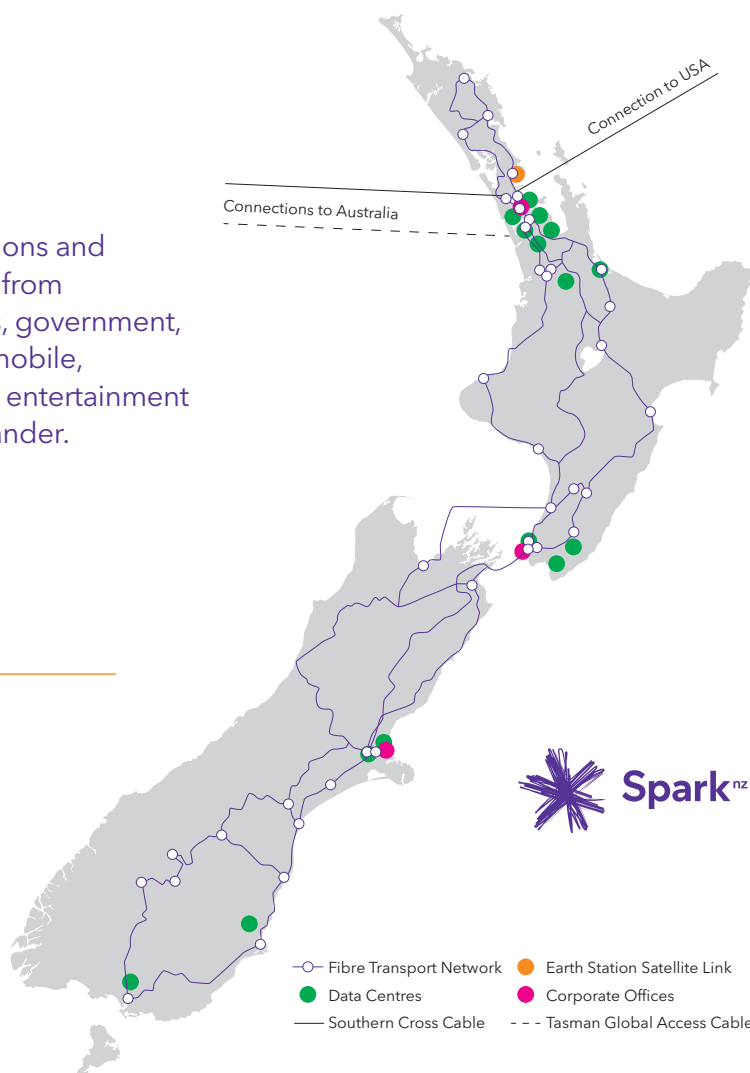 Connection to USA
Connections to Australia
ons and
from
, government,
nobile,
entertainment
ander.
Spark nz
Fibre Transport Network
Earth Station Satellite Link
Data Centres
Corporate Offices
Southern Cross Cable
Tasman Global Access Cable